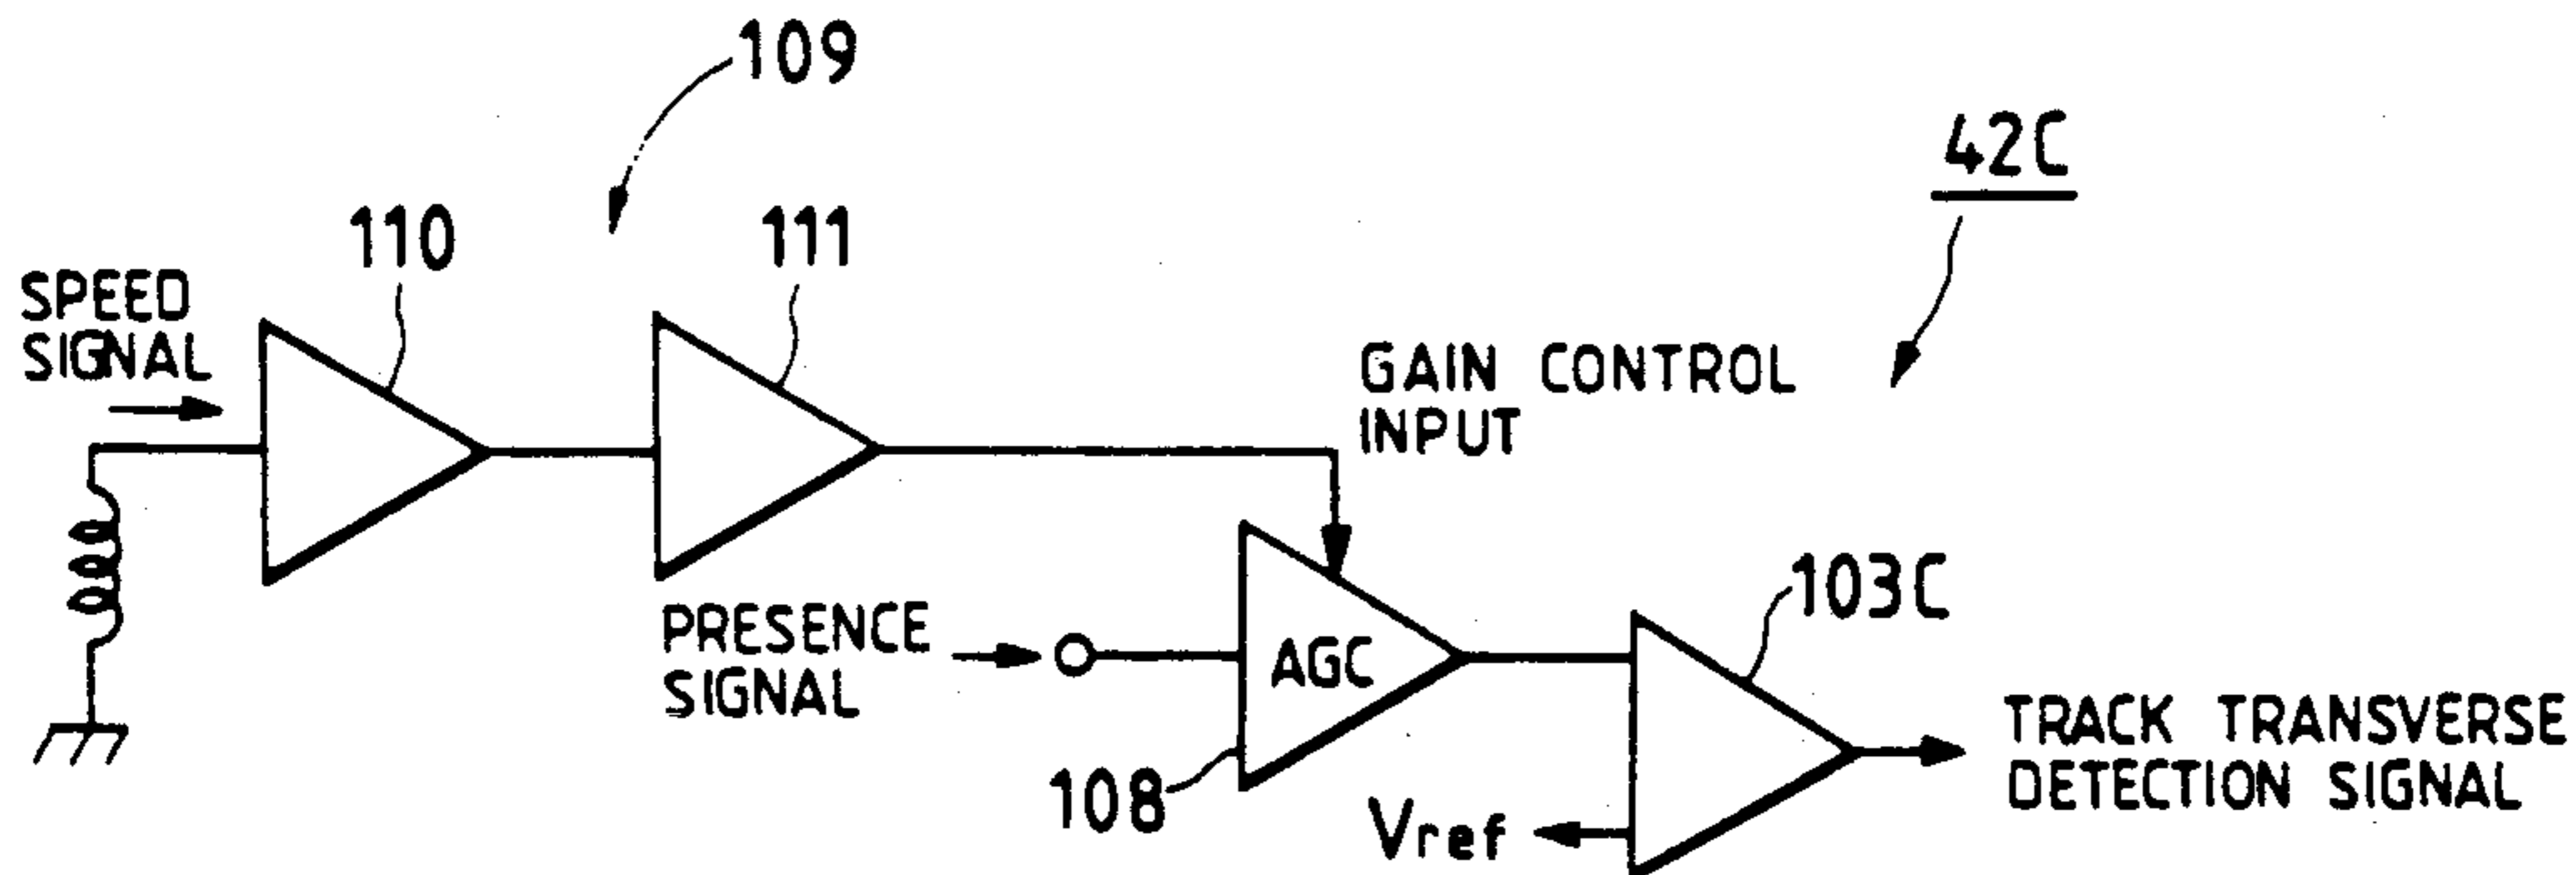 109
42C
110
111
SPEED
SIGNAL
GAIN CONTROL
INPUT
103C
PRESENCE
SIGNAL
AGC
108
Vref
TRACK TRANSVERSE
DETECTION SIGNAL